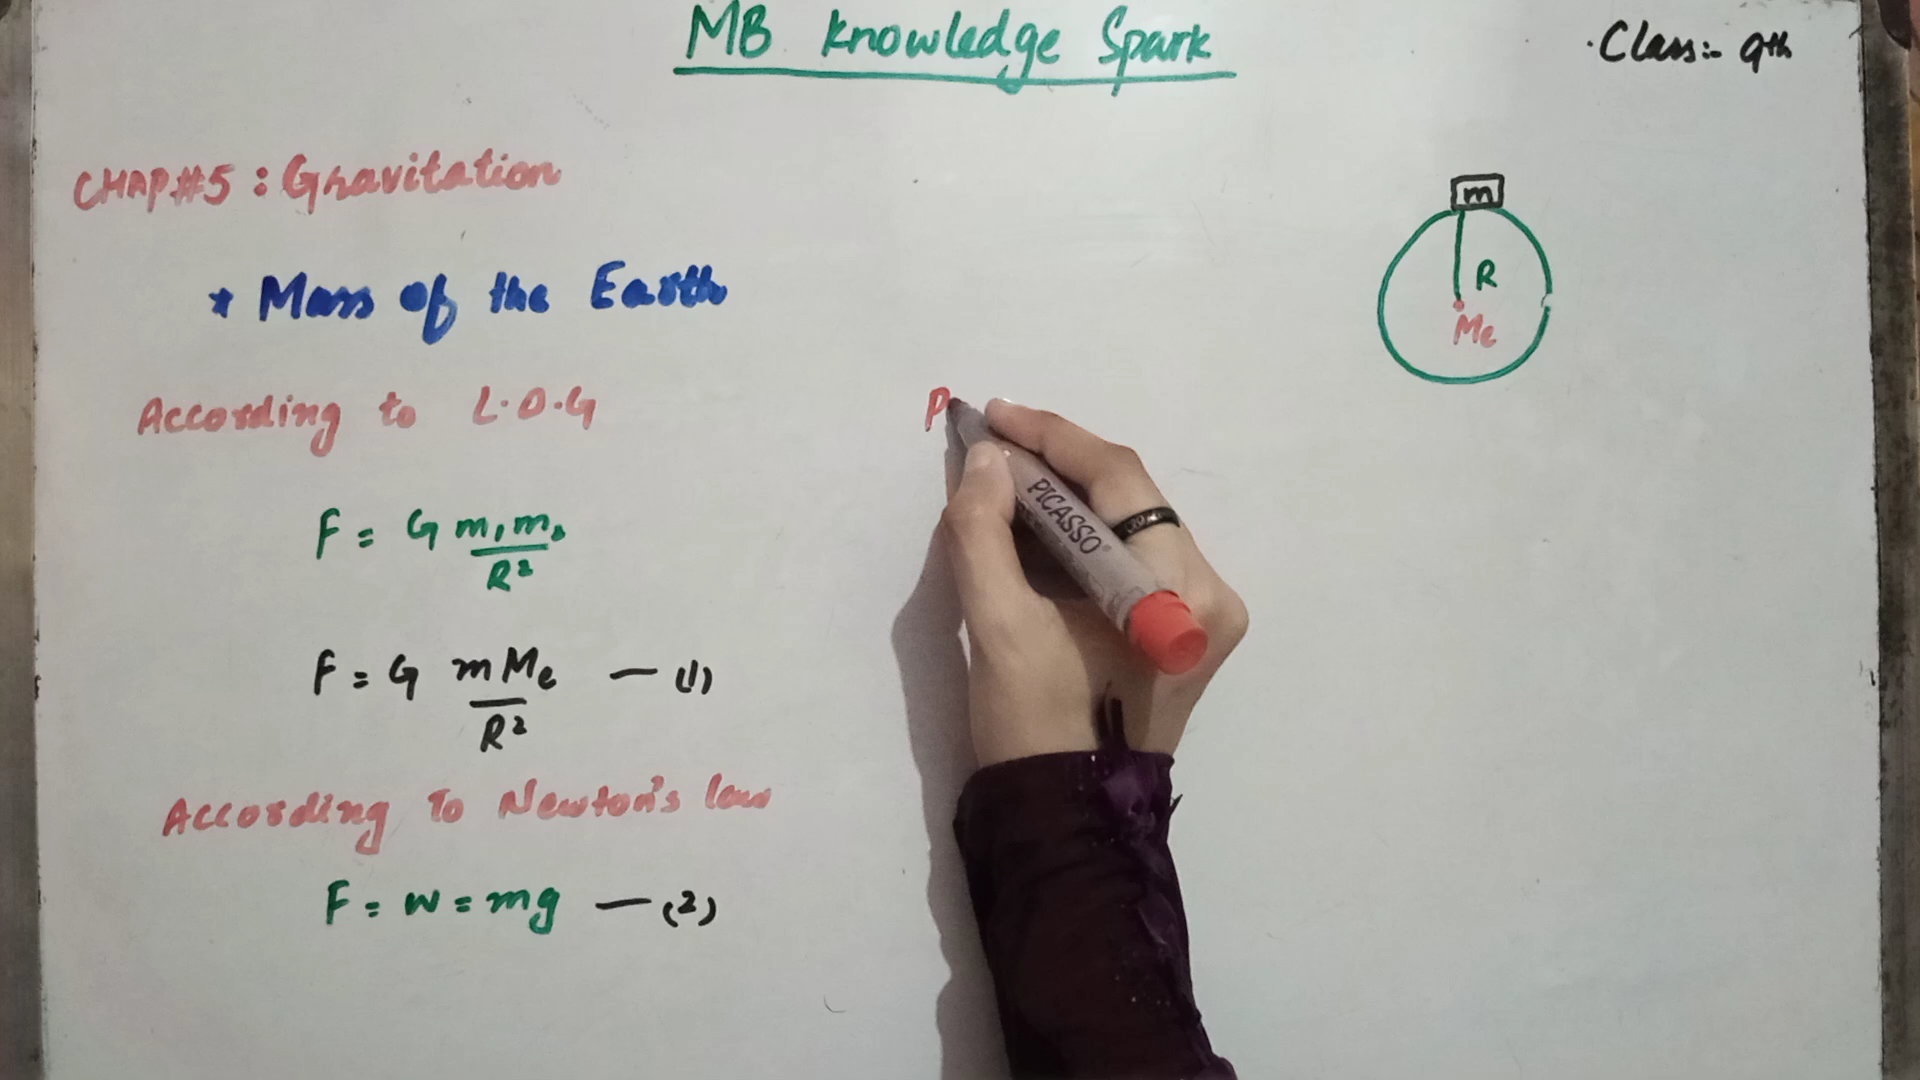 MB Knowledge Spark
Class:- 9th
CHAP#5 : Gravitation
* Mass of the Earth
According to L.O.G
F = G m₁m₂
R²
F = G mMe — (1)
R²
According To Newton's law
F = W = mg — (2)
P
PICASSO®
m
R
Me